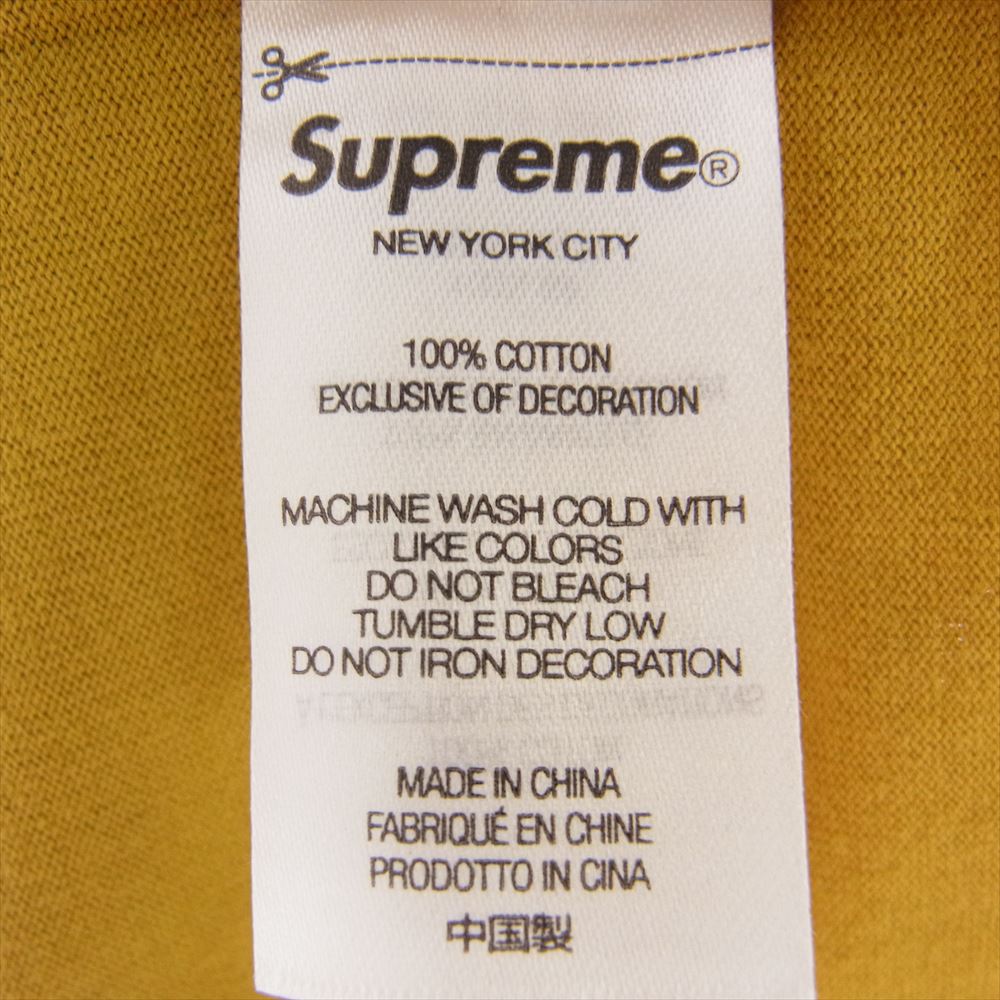 Supreme®
NEW YORK CITY
100% COTTON
EXCLUSIVE OF DECORATION
MACHINE WASH COLD WITH
LIKE COLORS
DO NOT BLEACH
TUMBLE DRY LOW
DO NOT IRON DECORATION
MADE IN CHINA
FABRIQUÉ EN CHINE
PRODOTTO IN CINA
中国製